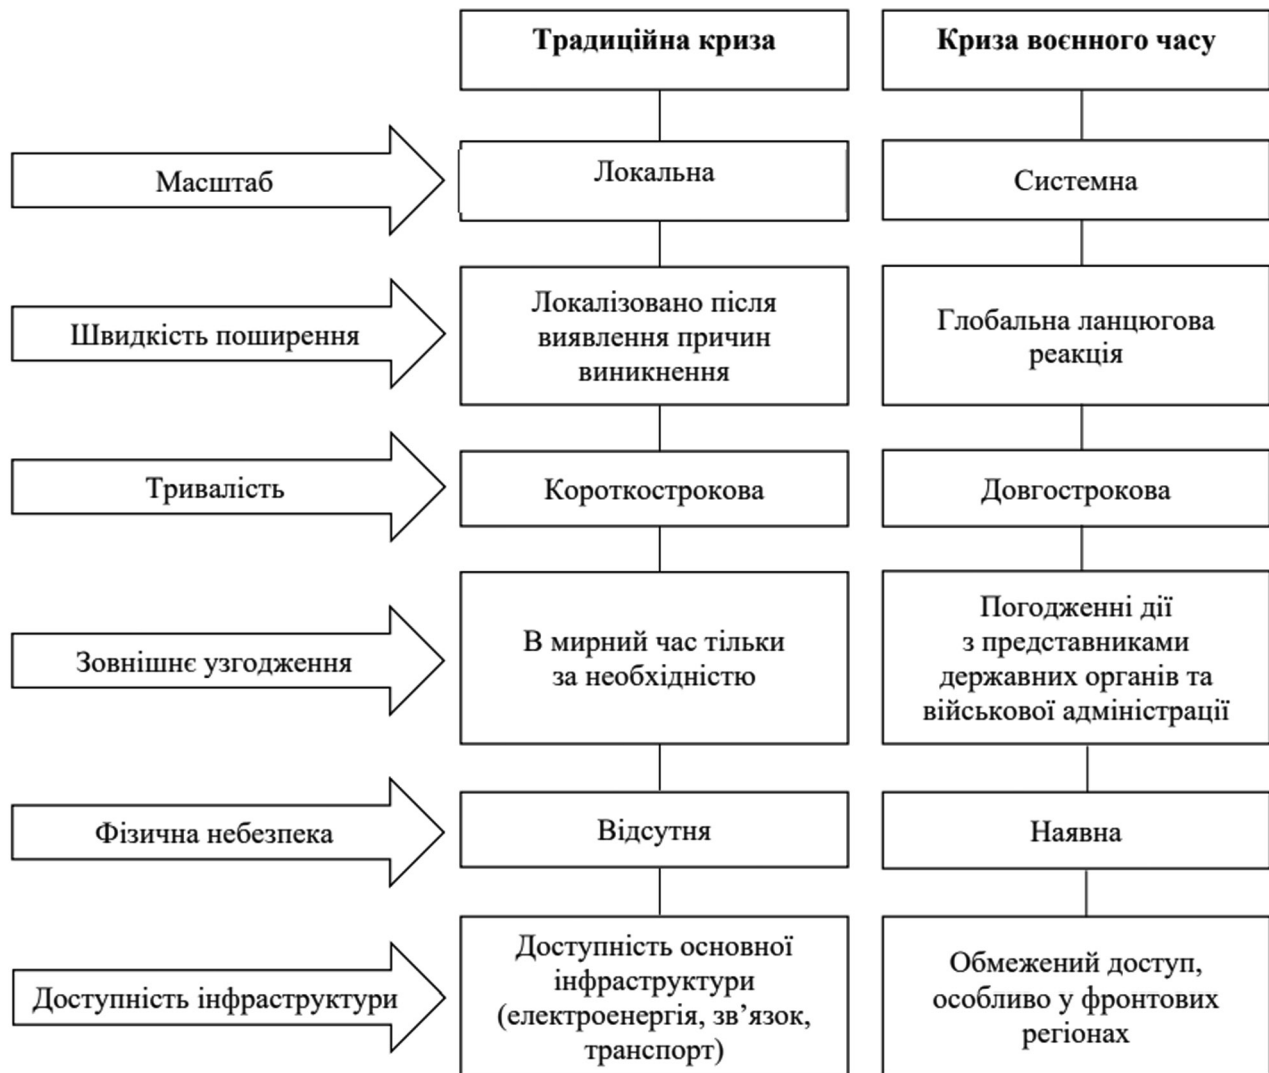 Традиційна криза
Криза воєнного часу
Масштаб
Локальна
Системна
Швидкість поширення
Локалізовано після
виявлення причин
виникнення
Глобальна ланцюгова
реакція
Тривалість
Короткострокова
Довгострокова
Зовнішнє узгодження
В мирний час тільки
за необхідністю
Погодженні дії
з представниками
державних органів та
військової адміністрації
Фізична небезпека
Відсутня
Наявна
Доступність інфраструктури
Доступність основної
інфраструктури
(електроенергія, зв’язок,
транспорт)
Обмежений доступ,
особливо у фронтових
регіонах